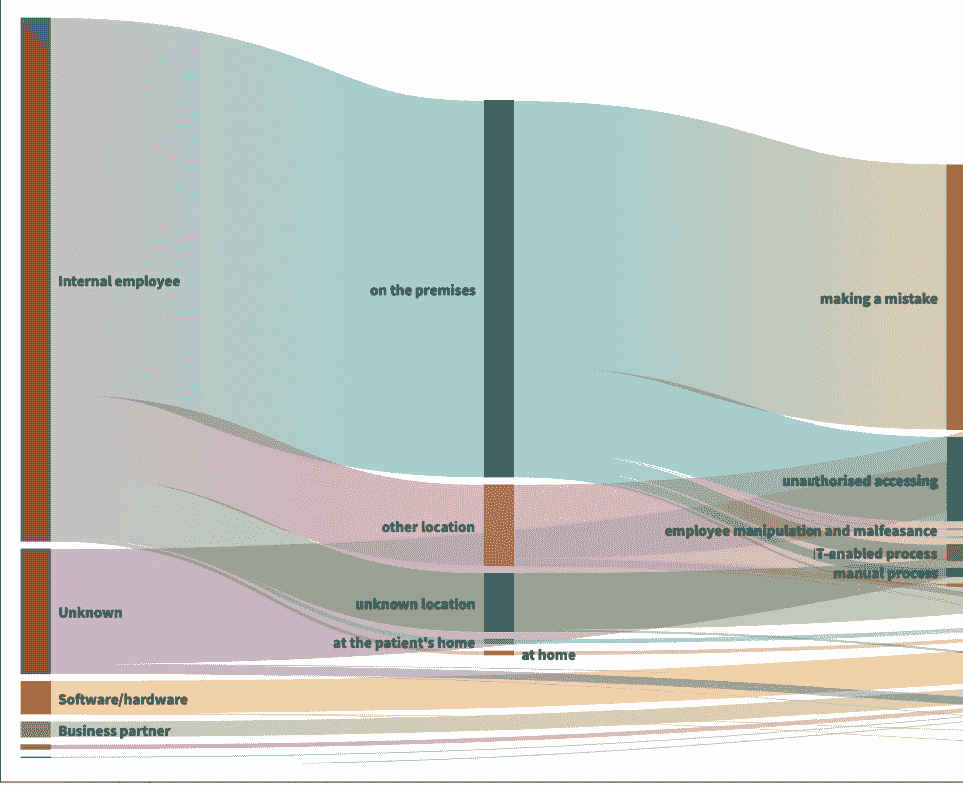 Internal employee
on the premises
making a mistake
unauthorised accessing
other location
employee manipulation and malfeasance
IT-enabled process
manual process
unknown location
Unknown
at the patient's home
at home
Software/hardware
Business partner